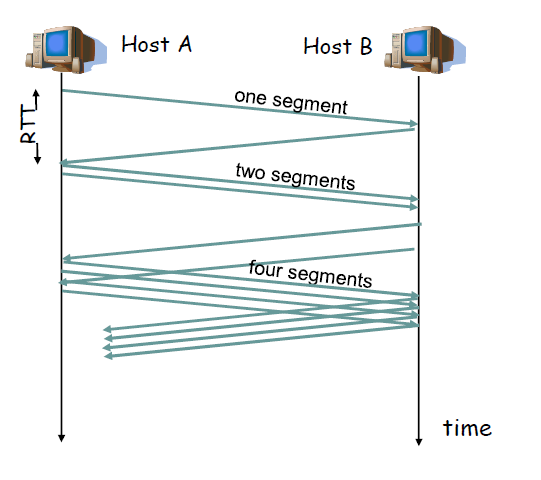 Host A
Host B
one segment
RTT
two segments
four segments
time